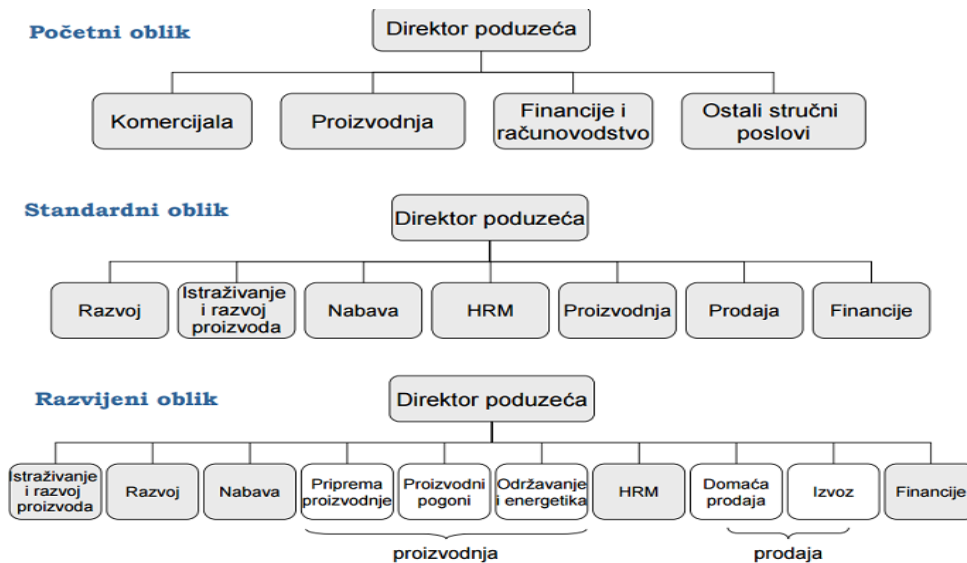 Početni oblik
Direktor poduzeća
Komercijala
Proizvodnja
Financije i
računovodstvo
Ostali stručni
poslovi
Standardni oblik
Direktor poduzeća
Razvoj
Istraživanje
i razvoj
proizvoda
Nabava
HRM
Proizvodnja
Prodaja
Financije
Razvijeni oblik
Direktor poduzeća
Istraživanje
i razvoj
proizvoda
Razvoj
Nabava
Priprema
proizvodnje
Proizvodni
pogoni
Održavanje
i energetika
HRM
Domaća
prodaja
Izvoz
Financije
proizvodnja
prodaja